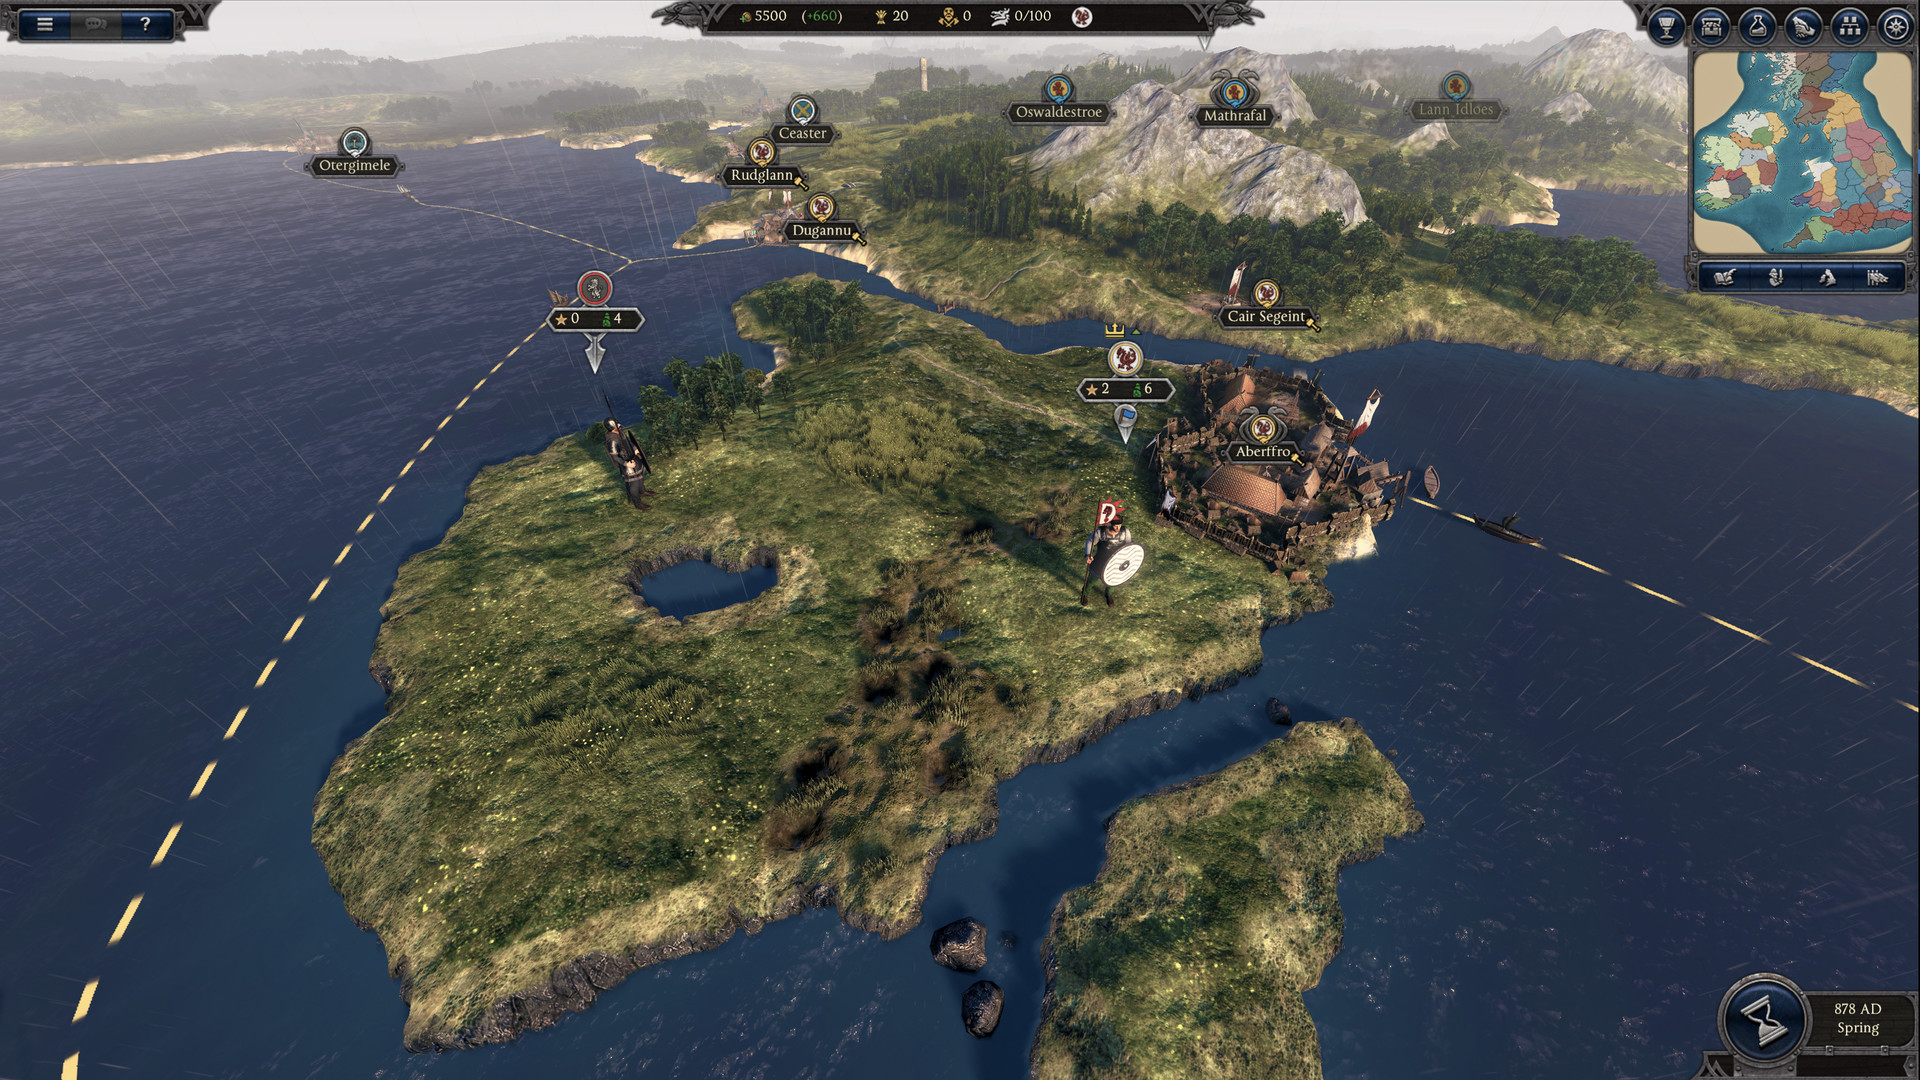 ?
5500 (+660) 20 0 0/100
Ceaster
Oswaldestroe
Mathrafal
Lann Idloes
Otergimele
Rudglann
Dugannu
0 4
Cair Segeint
2 6
Aberffro
878 AD
Spring